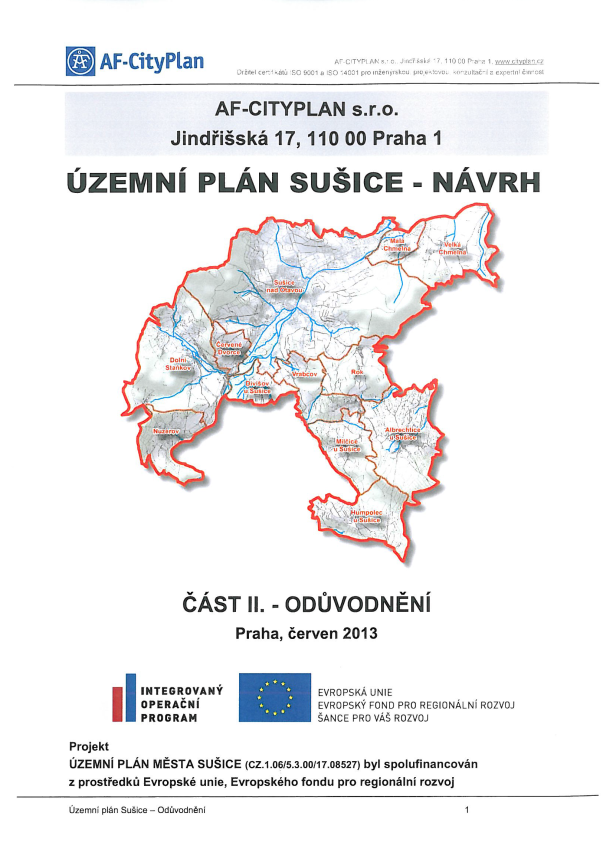 AF-CityPlan
AF-CITYPLAN s.r.o., Jindřišská 17, 110 00 Praha 1, www.cityplan.cz
Držitel certifikátů ISO 9001 a ISO 14001 pro inženýrskou, projektovou, konzultační a expertní činnost
AF-CITYPLAN s.r.o.
Jindřišská 17, 110 00 Praha 1
ÚZEMNÍ PLÁN SUŠICE - NÁVRH
Malá
Chmelná
Velká
Chmelná
Sušice
nad Otavou
Červené
Dvorce
Dolní
Staňkov
Divišov
u Sušice
Vrabcov
Rok
Nuzerov
Milčice
u Sušice
Albrechtice
u Sušice
Humpolec
u Sušice
ČÁST II. - ODŮVODNĚNÍ
Praha, červen 2013
INTEGROVANÝ
OPERAČNÍ
PROGRAM
EVROPSKÁ UNIE
EVROPSKÝ FOND PRO REGIONÁLNÍ ROZVOJ
ŠANCE PRO VÁŠ ROZVOJ
Projekt
ÚZEMNÍ PLÁN MĚSTA SUŠICE (CZ.1.06/5.3.00/17.08527) byl spolufinancován
z prostředků Evropské unie, Evropského fondu pro regionální rozvoj
Územní plán Sušice – Odůvodnění 1